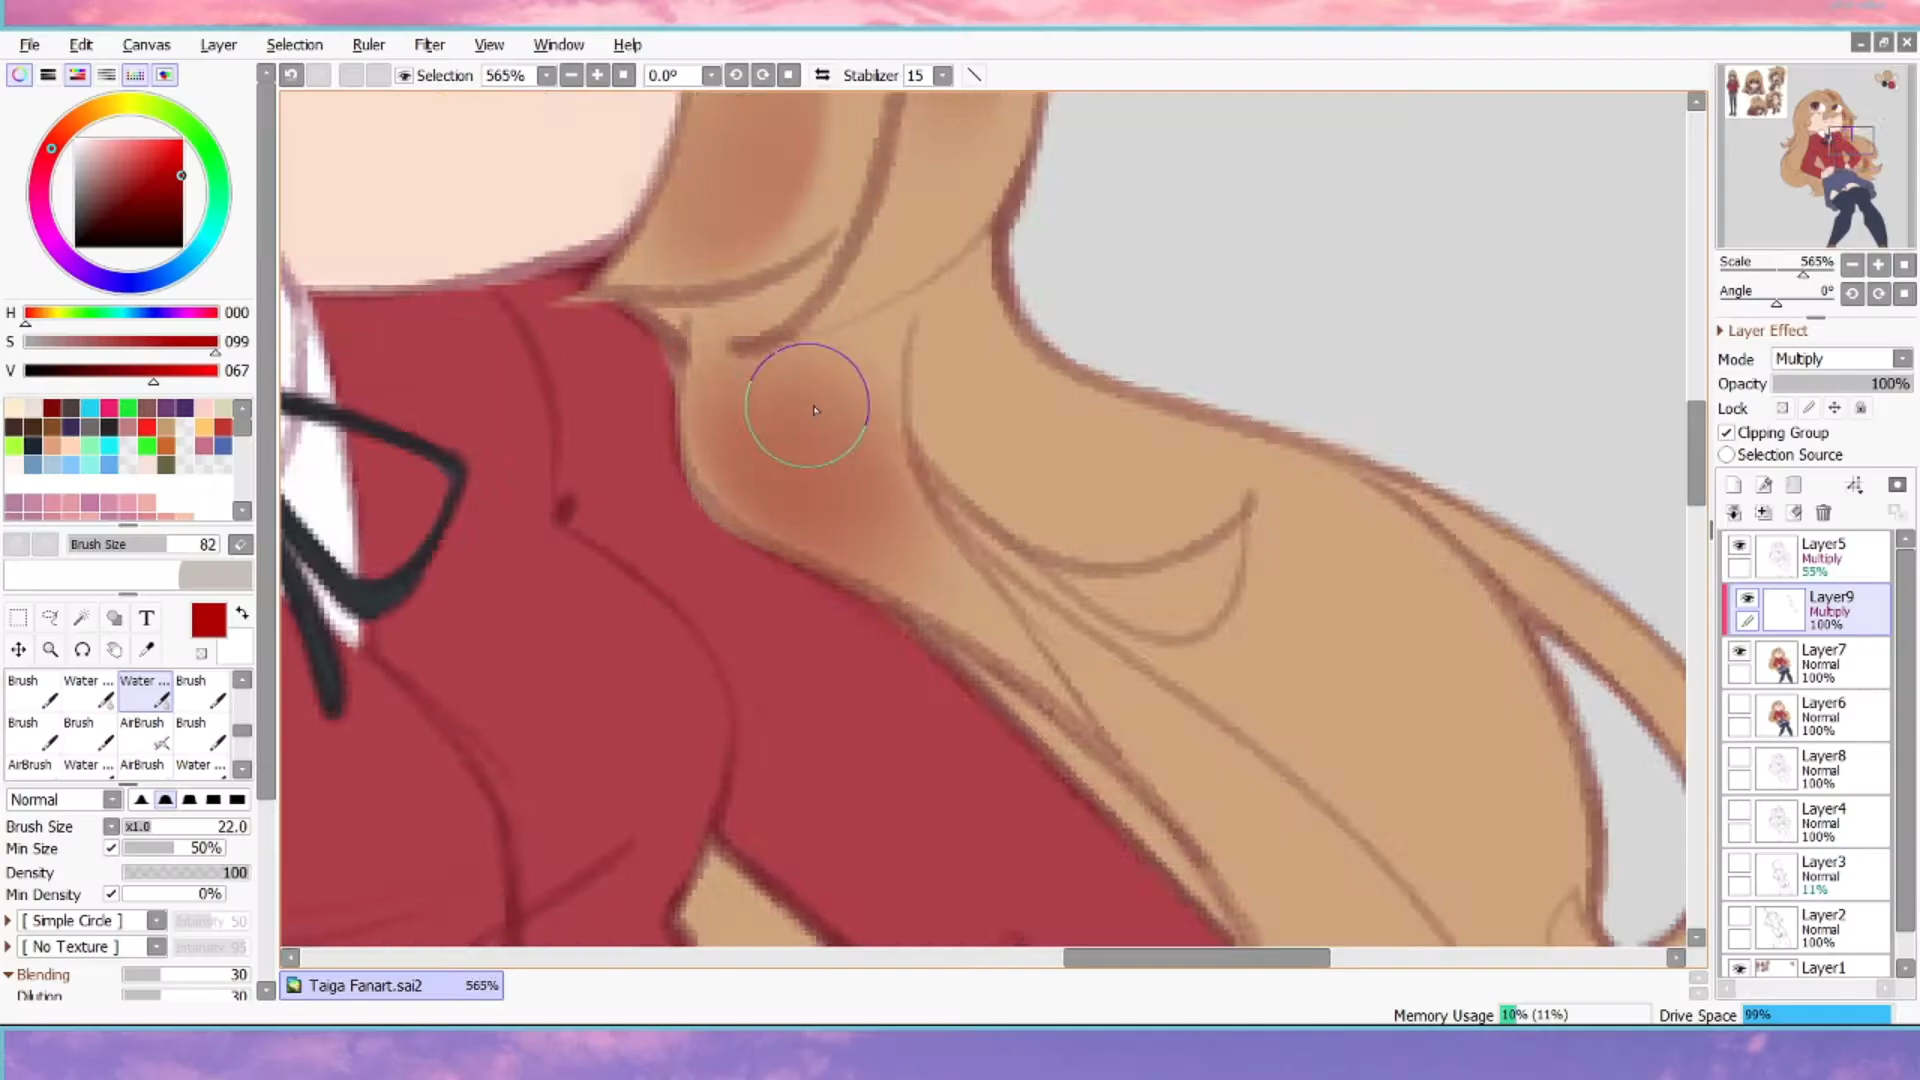 File Edit Canvas Layer Selection Ruler Filter View Window Help
Selection 565% 0.0º Stabilizer 15
H 000
S 099
V 067
Brush Size 82
T
Brush Water ... Water ... Brush
Brush Brush AirBrush Brush
AirBrush Water ... AirBrush Water ...
Normal
Brush Size x1.0 22.0
Min Size 50%
Density 100
Min Density 0%
[ Simple Circle ] Intensity 50
[ No Texture ] Intensity 95
Blending 30
Dilution 30
Taiga Fanart.sai2 565%
Scale 565%
Angle 0º
Layer Effect
Mode Multiply
Opacity 100%
Lock
Clipping Group
Selection Source
Layer5
Multiply
55%
Layer9
Multiply
100%
Layer7
Normal
100%
Layer6
Normal
100%
Layer8
Normal
100%
Layer4
Normal
100%
Layer3
Normal
11%
Layer2
Normal
100%
Layer1
Memory Usage 10% (11%) Drive Space 99%